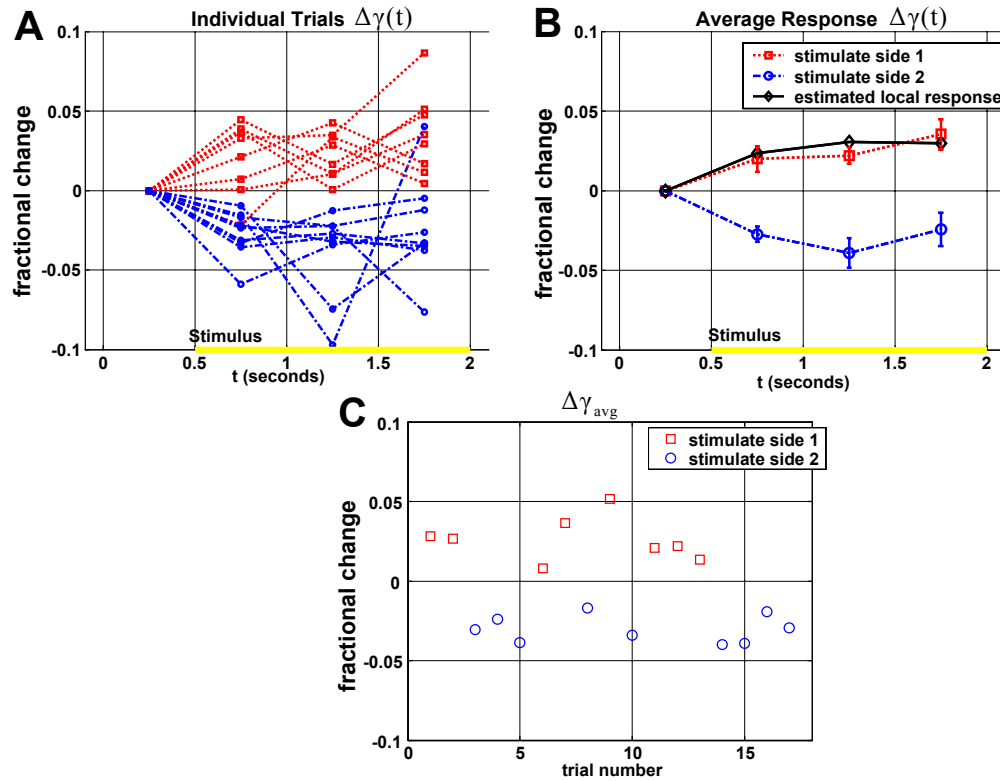 A
Individual Trials Δγ(t)
fractional change
0.1
0.05
0
-0.05
-0.1
Stimulus
0
0.5
1
1.5
2
t (seconds)
B
Average Response Δγ(t)
stimulate side 1
stimulate side 2
estimated local response
fractional change
0.1
0.05
0
-0.05
-0.1
Stimulus
0
0.5
1
1.5
2
t (seconds)
C
Δγavg
stimulate side 1
stimulate side 2
fractional change
0.1
0.05
0
-0.05
-0.1
0
5
10
15
trial number